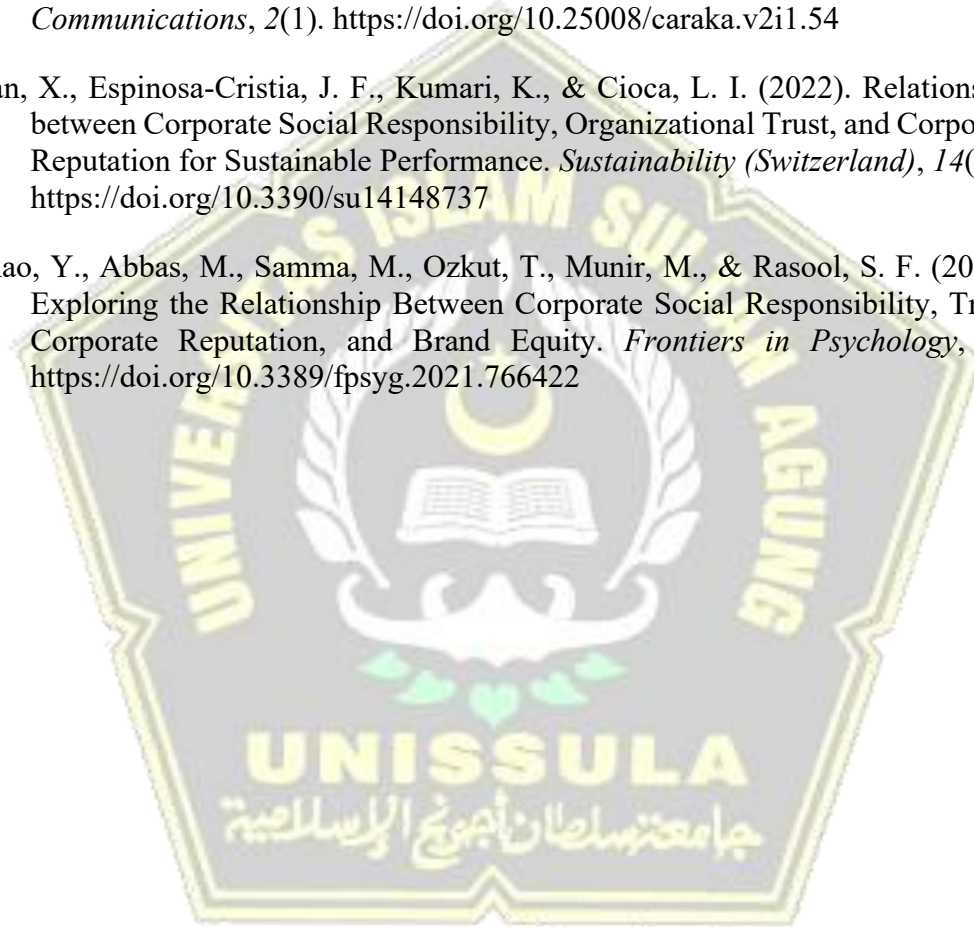 Communications, 2(1). https://doi.org/10.25008/caraka.v2i1.54
an, X., Espinosa-Cristia, J. F., Kumari, K., & Cioca, L. I. (2022). Relations
between Corporate Social Responsibility, Organizational Trust, and Corpo
Reputation for Sustainable Performance. Sustainability (Switzerland), 14(
https://doi.org/10.3390/su14148737
ao, Y., Abbas, M., Samma, M., Ozkut, T., Munir, M., & Rasool, S. F. (20
Exploring the Relationship Between Corporate Social Responsibility, Tr
Corporate Reputation, and Brand Equity. Frontiers in Psychology,
https://doi.org/10.3389/fpsyg.2021.766422
UNIVERSITAS ISLAM SULTAN AGUNG
UNISSULA
جامعة سلطان أجونج الإسلامية